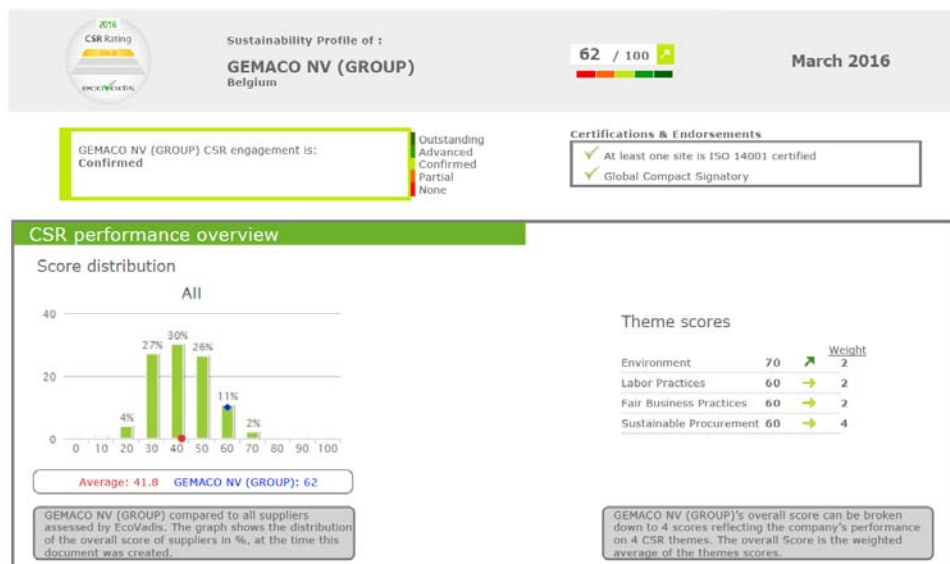 2016
CSR Rating
ecovadis
Sustainability Profile of :
GEMACO NV (GROUP)
Belgium
62 / 100
March 2016
GEMACO NV (GROUP) CSR engagement is:
Confirmed
Outstanding
Advanced
Confirmed
Partial
None
Certifications & Endorsements
At least one site is ISO 14001 certified
Global Compact Signatory
CSR performance overview
Score distribution
All
40
20
0
27%
30%
26%
4%
11%
2%
0 10 20 30 40 50 60 70 80 90 100
Average: 41.8 GEMACO NV (GROUP): 62
GEMACO NV (GROUP) compared to all suppliers
assessed by EcoVadis. The graph shows the distribution
of the overall score of suppliers in %, at the time this
document was created.
Theme scores
Weight
Environment 70 2
Labor Practices 60 2
Fair Business Practices 60 2
Sustainable Procurement 60 4
GEMACO NV (GROUP)'s overall score can be broken
down to 4 scores reflecting the company's performance
on 4 CSR themes. The overall Score is the weighted
average of the themes scores.